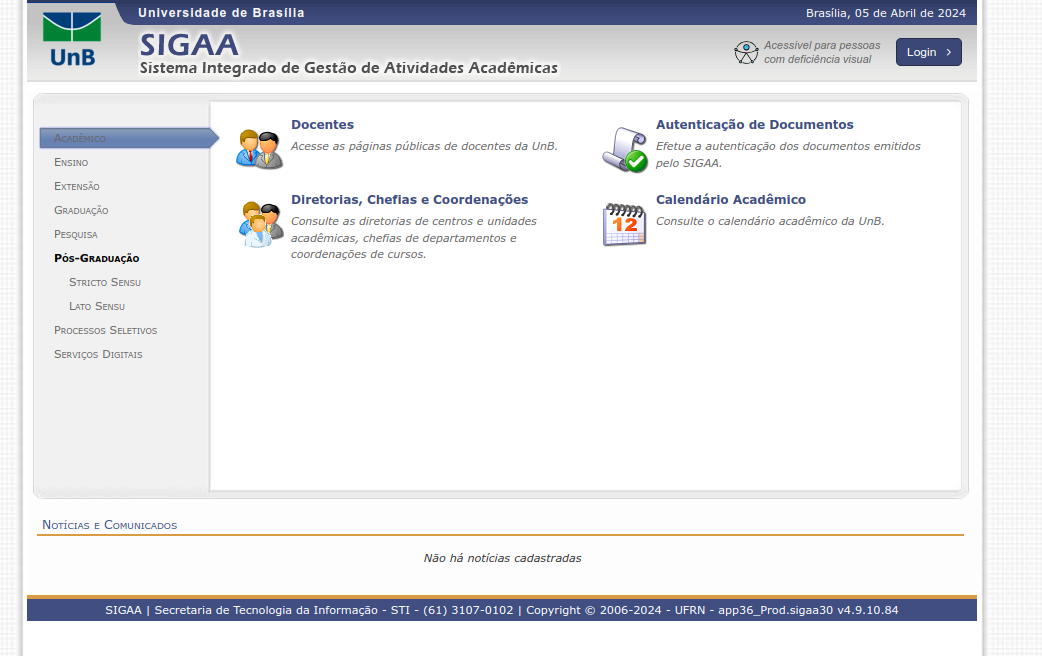 Universidade de Brasília
Brasília, 05 de Abril de 2024
UnB
SIGAA
Sistema Integrado de Gestão de Atividades Acadêmicas
Acessível para pessoas
com deficiência visual
Login >
Acadêmico
Ensino
Extensão
Graduação
Pesquisa
Pós-Graduação
Stricto Sensu
Lato Sensu
Processos Seletivos
Serviços Digitais
Docentes
Acesse as páginas públicas de docentes da UnB.
Autenticação de Documentos
Efetue a autenticação dos documentos emitidos
pelo SIGAA.
Diretorias, Chefias e Coordenações
Consulte as diretorias de centros e unidades
acadêmicas, chefias de departamentos e
coordenações de cursos.
12
Calendário Acadêmico
Consulte o calendário acadêmico da UnB.
Notícias e Comunicados
Não há notícias cadastradas
SIGAA | Secretaria de Tecnologia da Informação - STI - (61) 3107-0102 | Copyright © 2006-2024 - UFRN - app36_Prod.sigaa30 v4.9.10.84